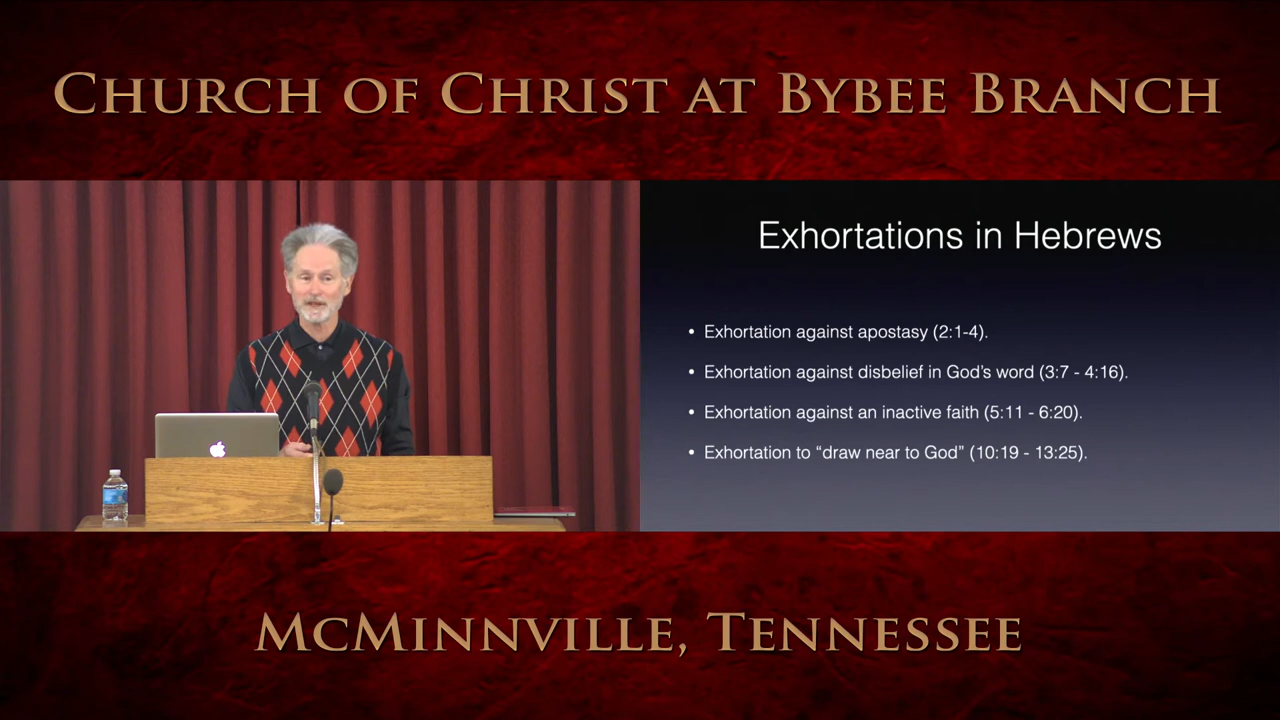 Church of Christ at Bybee Branch
Exhortations in Hebrews
• Exhortation against apostasy (2:1-4).
• Exhortation against disbelief in God's word (3:7 - 4:16).
• Exhortation against an inactive faith (5:11 - 6:20).
• Exhortation to “draw near to God” (10:19 - 13:25).
McMinnville, Tennessee